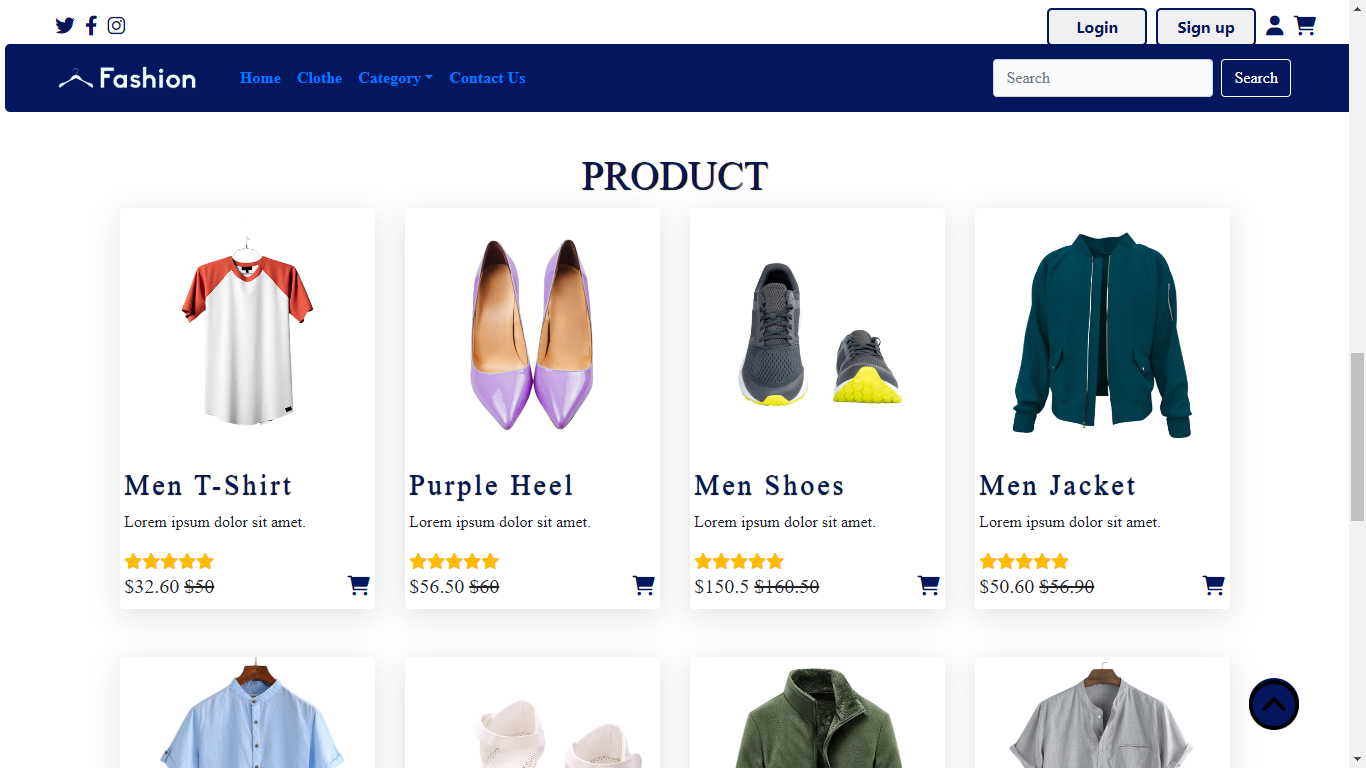 Login Sign up
Fashion Home Clothe Category Contact Us Search Search
PRODUCT
Men T-Shirt Purple Heel Men Shoes Men Jacket
Lorem ipsum dolor sit amet. Lorem ipsum dolor sit amet. Lorem ipsum dolor sit amet. Lorem ipsum dolor sit amet.
$32.60 $50 $56.50 $60 $150.5 $160.50 $50.60 $56.90